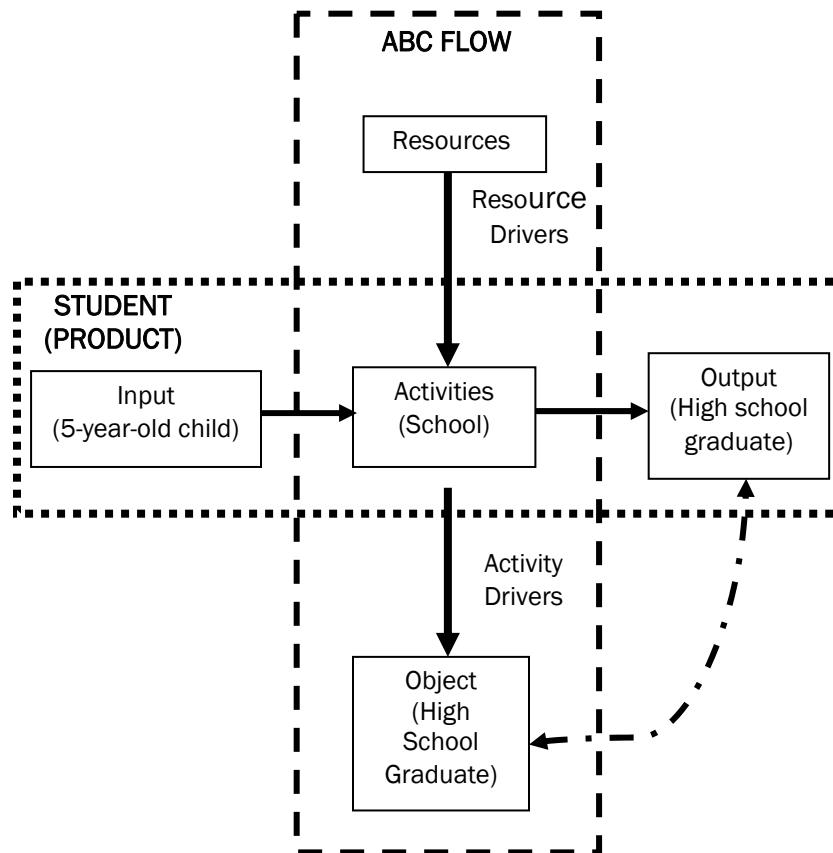 ABC FLOW
Resources
Resource
Drivers
STUDENT
(PRODUCT)
Input
(5-year-old child)
Activities
(School)
Output
(High school
graduate)
Activity
Drivers
Object
(High
School
Graduate)